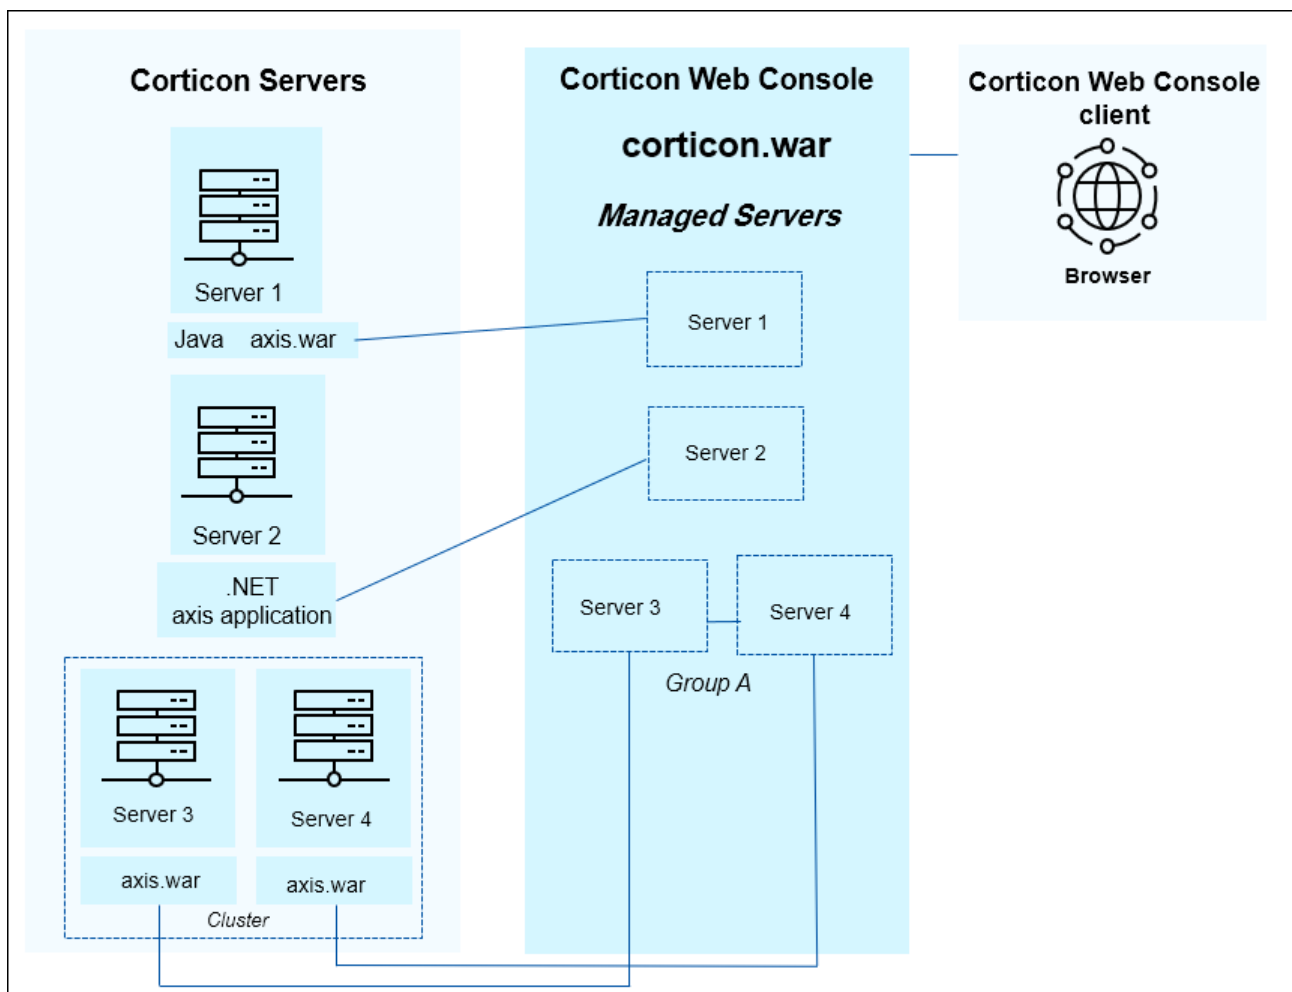 Corticon Servers
Server 1
Java axis.war
Server 2
.NET
axis application
Server 3
Server 4
axis.war
axis.war
Cluster
Corticon Web Console
corticon.war
Managed Servers
Server 1
Server 2
Server 3
Server 4
Group A
Corticon Web Console
client
Browser